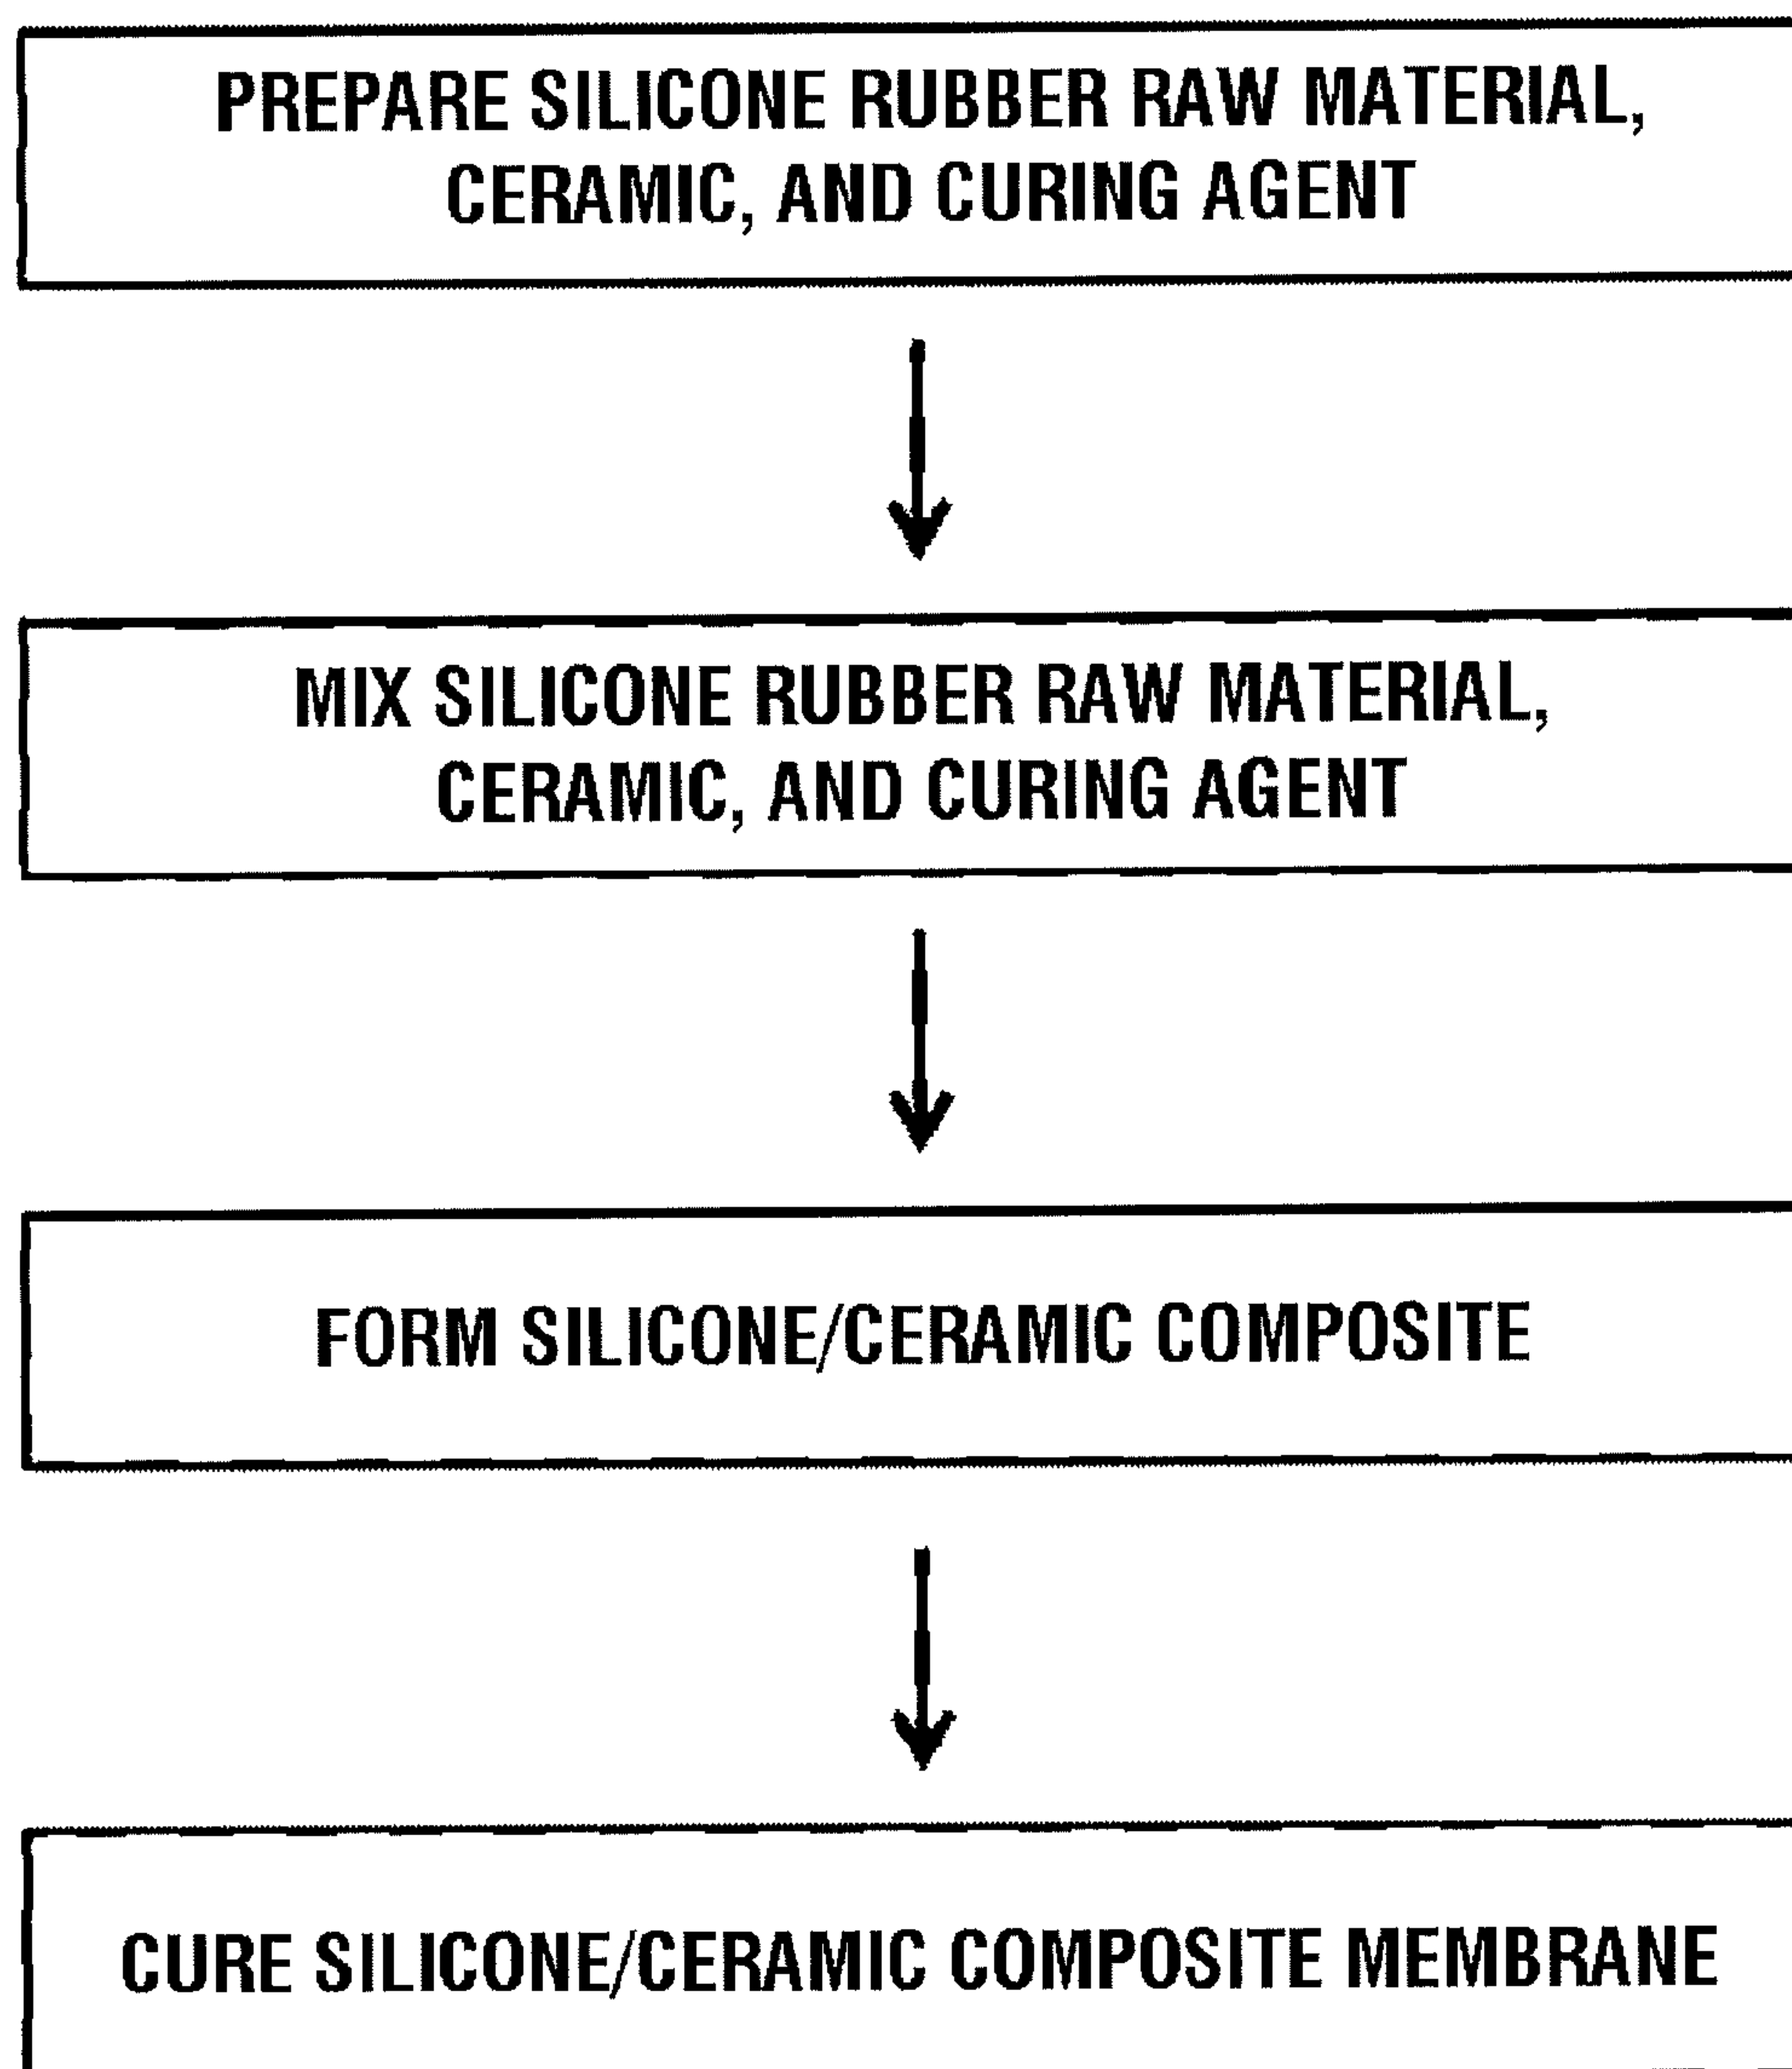 PREPARE SILICONE RUBBER RAW MATERIAL,
CERAMIC, AND CURING AGENT
MIX SILICONE RUBBER RAW MATERIAL,
CERAMIC, AND CURING AGENT
FORM SILICONE/CERAMIC COMPOSITE
CURE SILICONE/CERAMIC COMPOSITE MEMBRANE